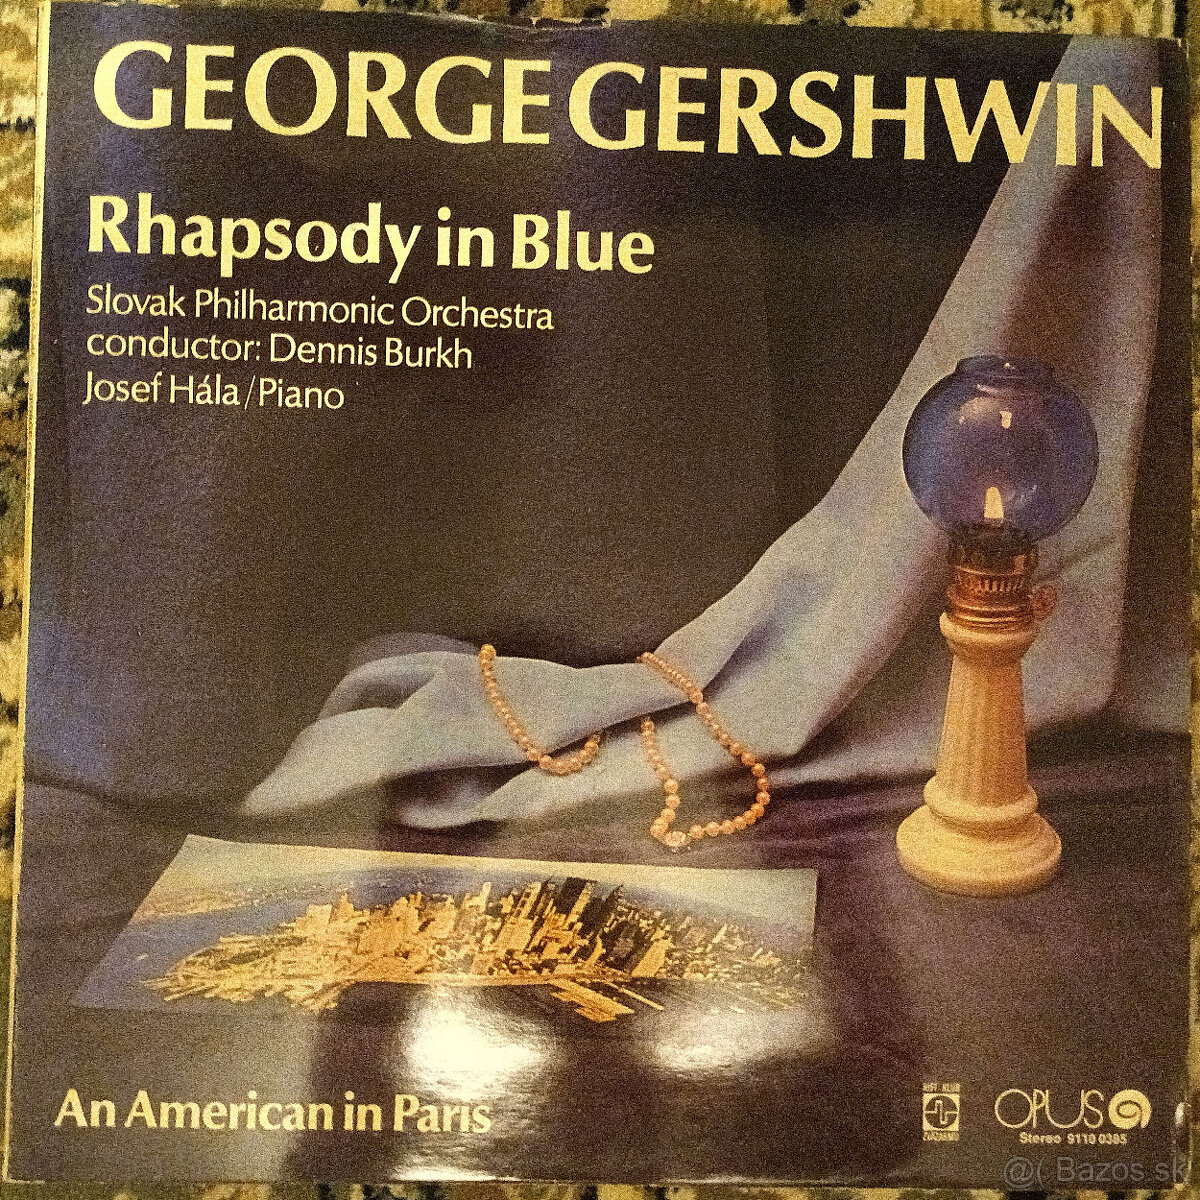 GEORGE GERSHWIN
Rhapsody in Blue
Slovak Philharmonic Orchestra
conductor: Dennis Burkh
Josef Hála/Piano
An American in Paris
OPUS
Stereo 9110 0385
@( Bazos.sk